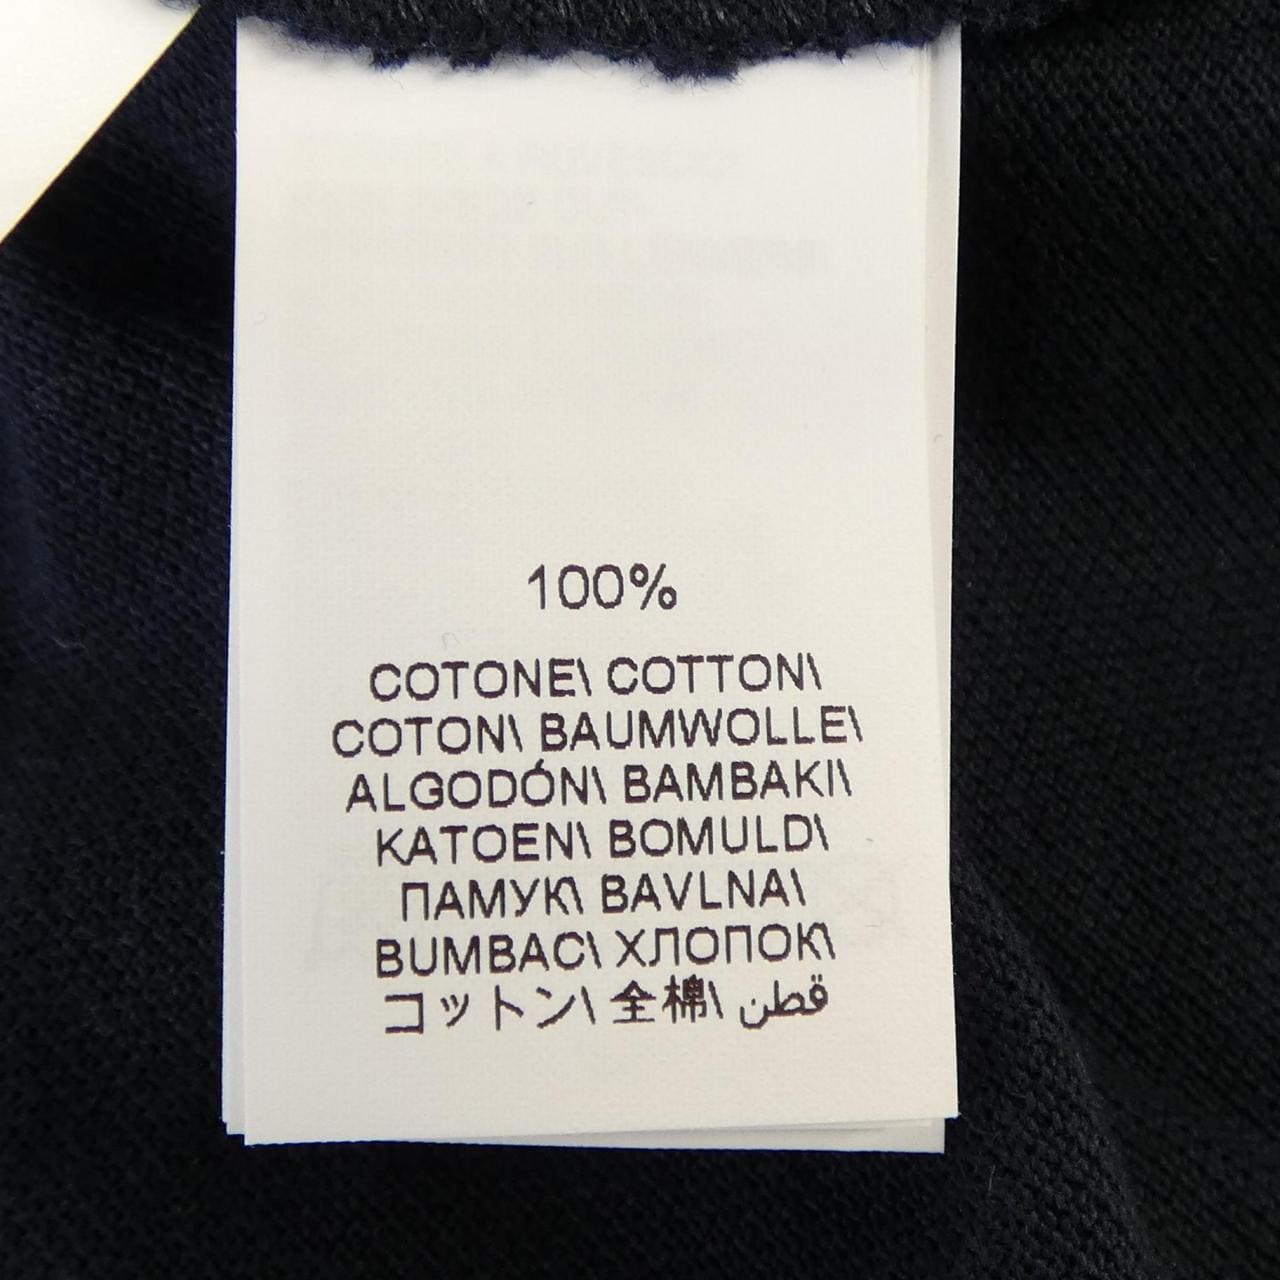 100%
COTONE\ COTTON\
COTON\ BAUMWOLLE\
ALGODÓN\ BAMBAKI\
KATOEN\ BOMULD\
ПАМУК\ BAVLNA\
BUMBAC\ ХЛОПОК\
コットン\ 全棉\ قطن